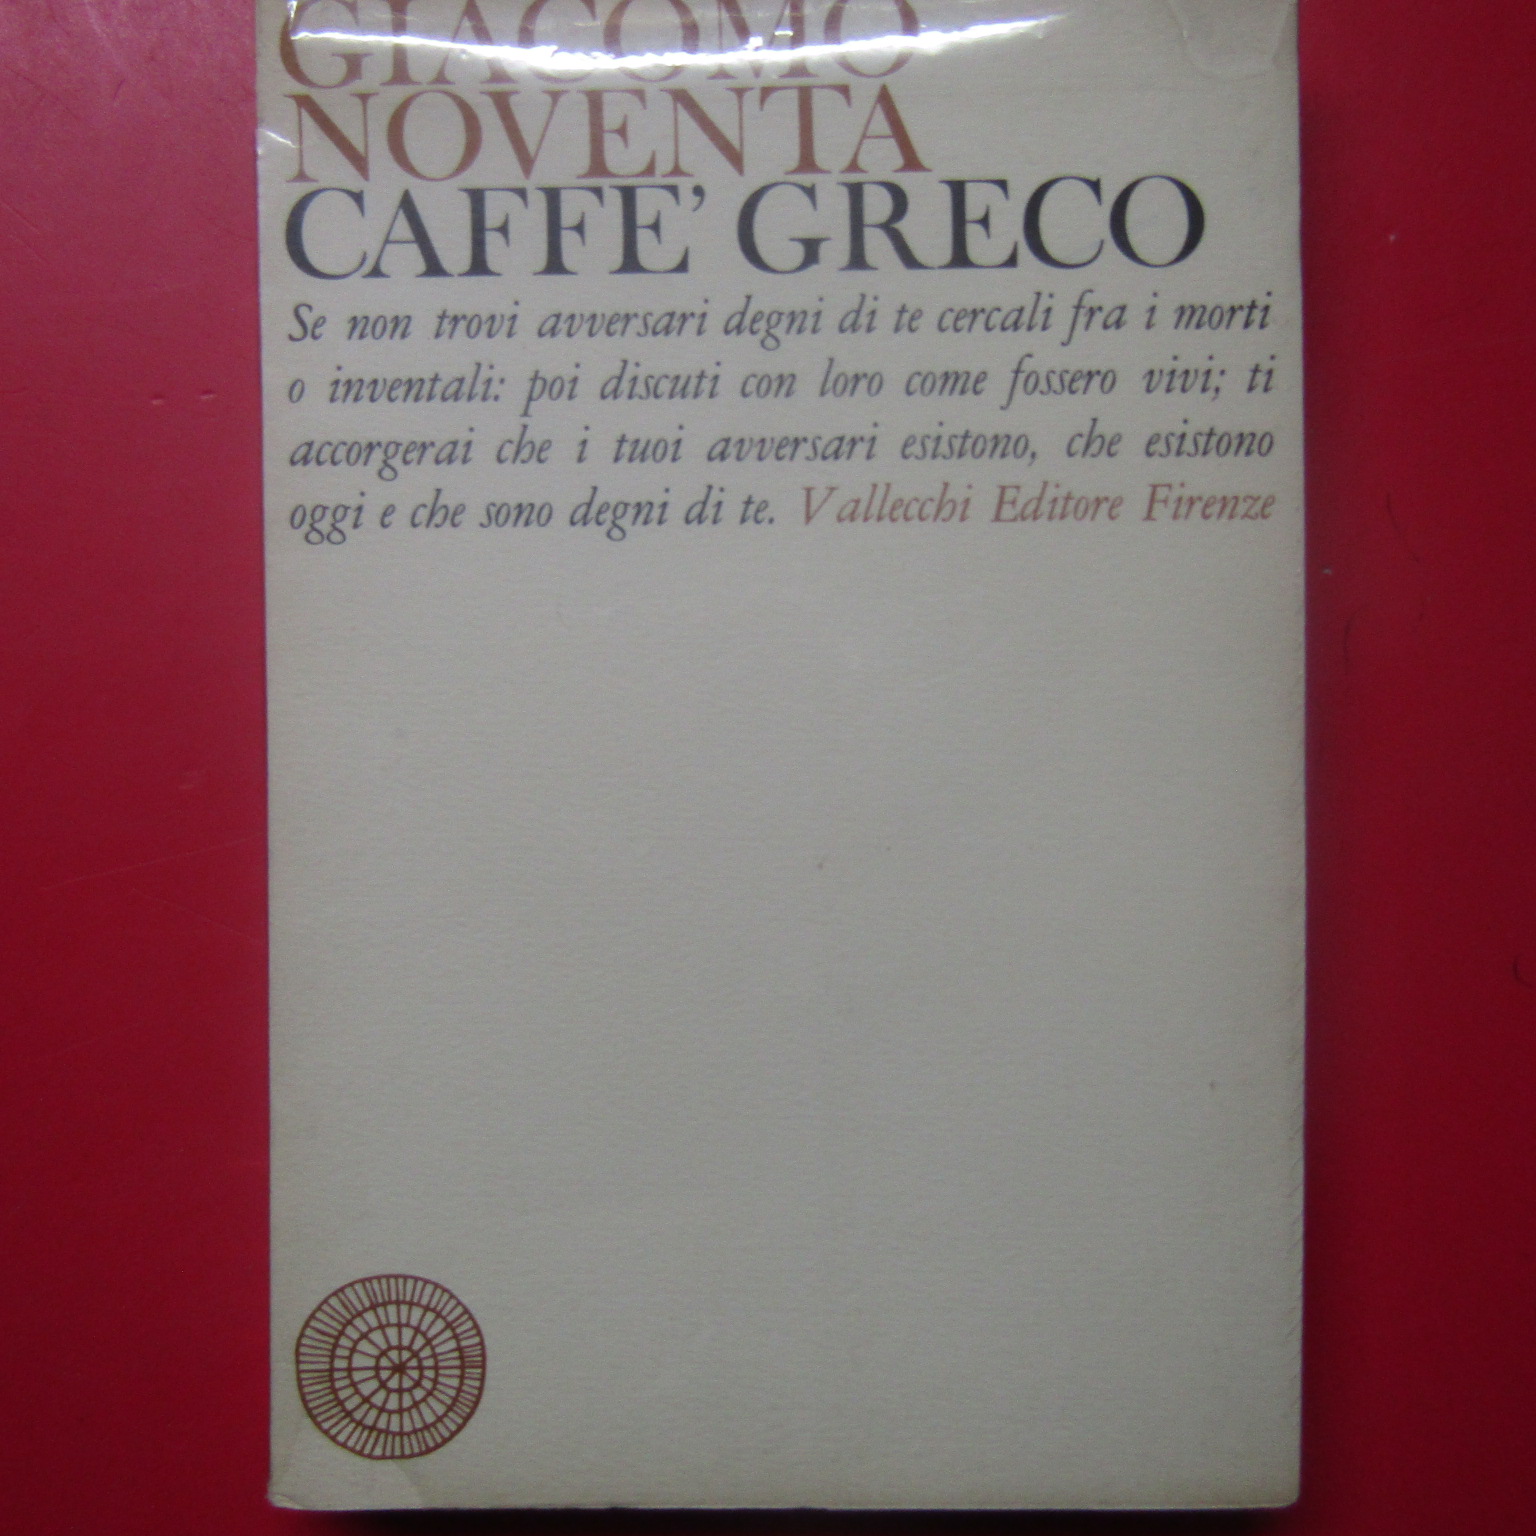 GIACOMO
NOVENTA
CAFFE' GRECO
Se non trovi avversari degni di te cercali fra i morti
o inventali: poi discuti con loro come fossero vivi; ti
accorgerai che i tuoi avversari esistono, che esistono
oggi e che sono degni di te. Vallecchi Editore Firenze